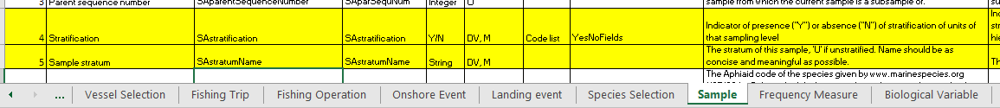 3 Parent sequence number SAparentSequenceNumber SAparSequNum Integer O sample from which the current sample is a subsample of.
4 Stratification SAstratification SAstratification Y/N DV, M Code list YesNoFields Indicator of presence ("Y") or absence ("N") of stratification of units of
that sampling level
5 Sample stratum SAstratumName SAstratumName String DV, M The stratum of this sample, 'U' if unstratified. Name should be as
concise and meaningful as possible.
The Aphiaid code of the species given by www.marinespecies.org
... Vessel Selection Fishing Trip Fishing Operation Onshore Event Landing event Species Selection Sample Frequency Measure Biological Variable